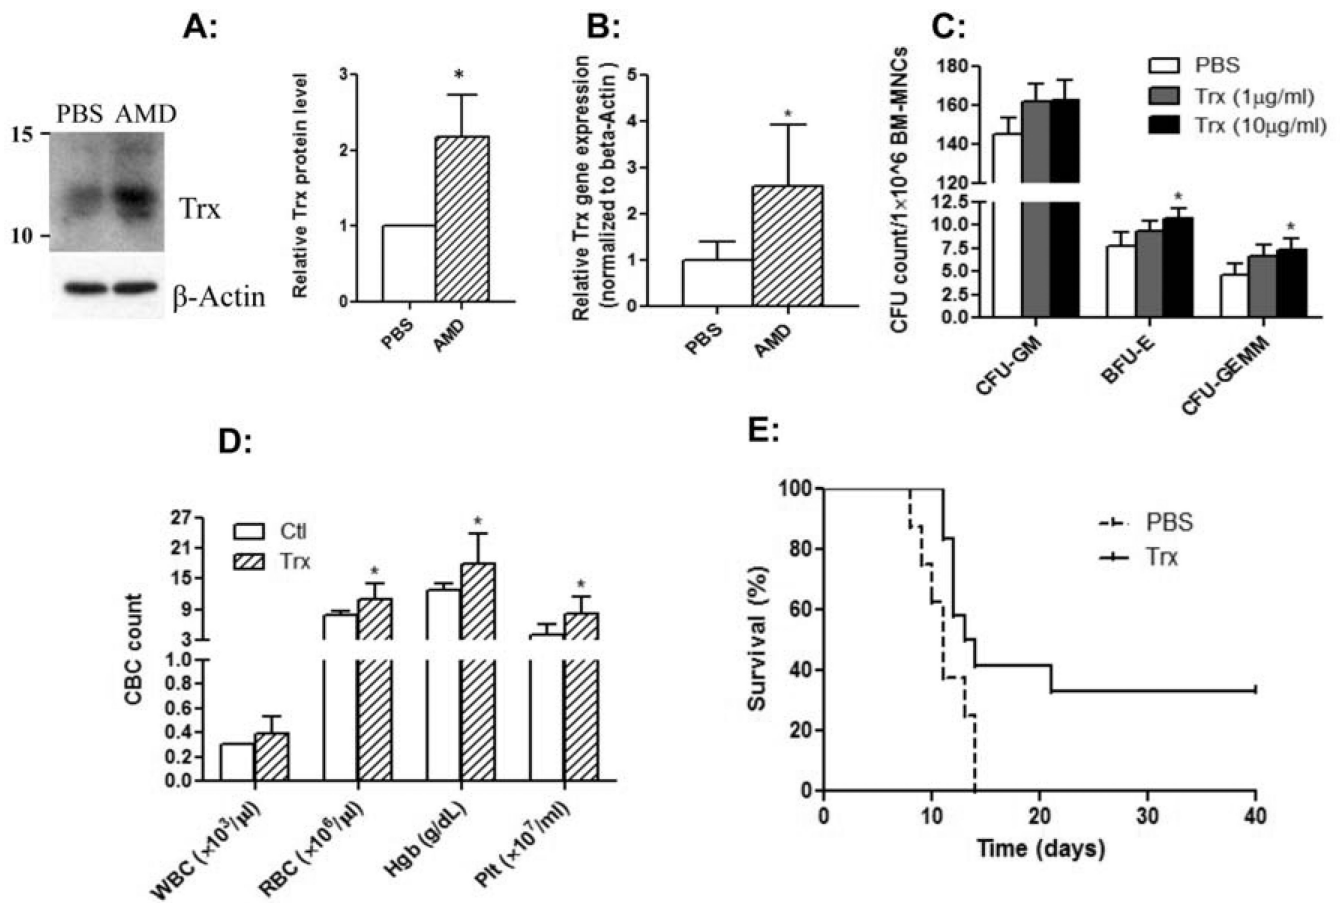 A:
PBS AMD
15
10
Trx
β-Actin
Relative Trx protein level
3
2
1
0
*
PBS
AMD
B:
Relative Trx gene expression
(normalized to beta-Actin )
5
4
3
2
1
0
*
PBS
AMD
C:
CFU count/1×10^6 BM-MNCs
180
160
140
120
12.5
10.0
7.5
5.0
2.5
0.0
PBS
Trx (1μg/ml)
Trx (10μg/ml)
*
*
CFU-GM
BFU-E
CFU-GEMM
D:
CBC count
27
21
15
9
3
1.0
0.8
0.6
0.4
0.2
0.0
Ctl
Trx
*
*
*
WBC (×10³/μl)
RBC (×10⁶/μl)
Hgb (g/dL)
Plt (×10⁷/ml)
E:
Survival (%)
100
80
60
40
20
0
PBS
Trx
0
10
20
30
40
Time (days)